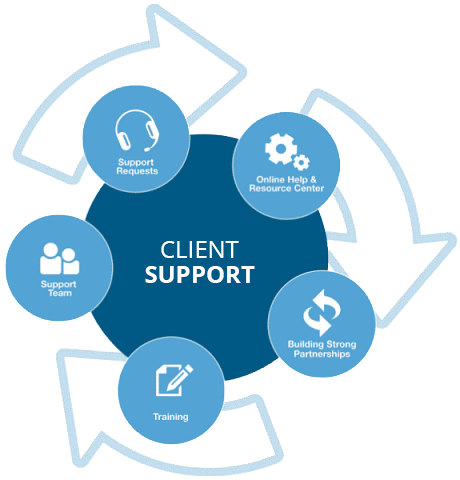 Support
Requests
Online Help &
Resource Center
CLIENT
SUPPORT
Support
Team
Building Strong
Partnerships
Training